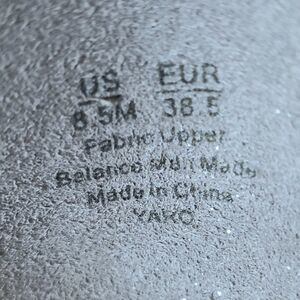 US EUR
8.5M 38.5
Fabric Upper
Balance Man Made
Made in China
YAKO